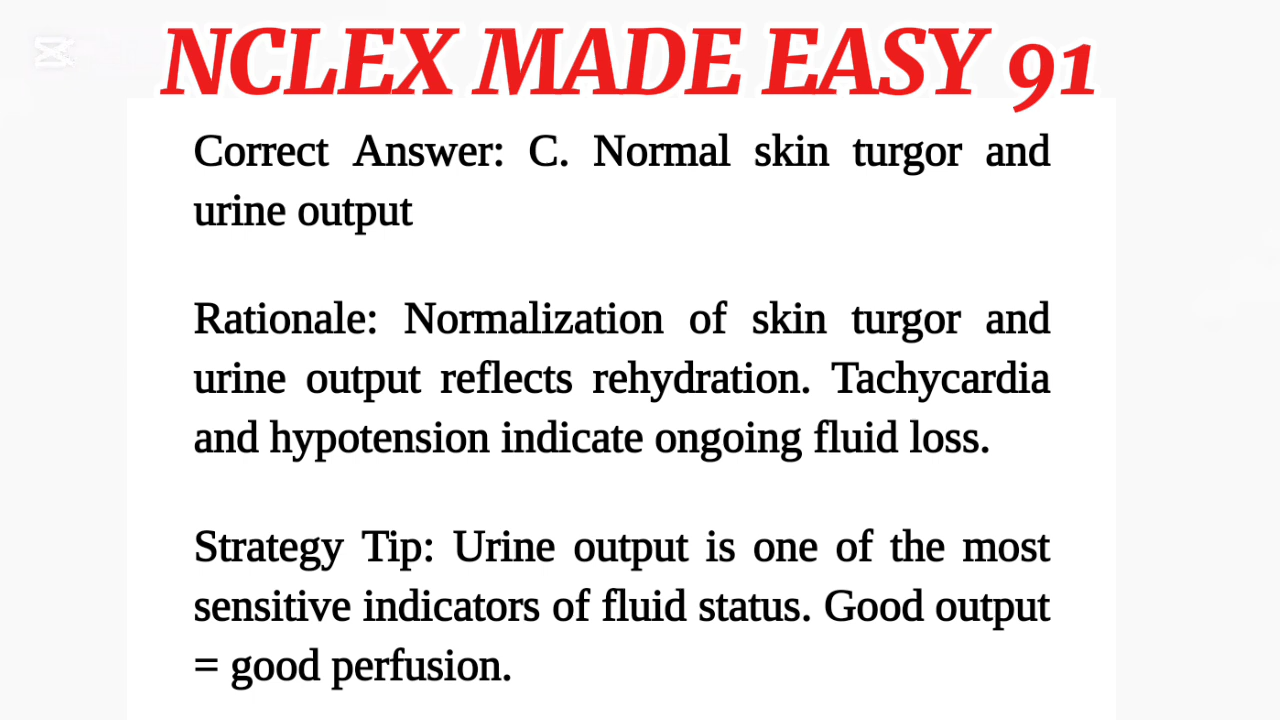 NCLEX MADE EASY 91
Correct Answer: C. Normal skin turgor and
urine output
Rationale: Normalization of skin turgor and
urine output reflects rehydration. Tachycardia
and hypotension indicate ongoing fluid loss.
Strategy Tip: Urine output is one of the most
sensitive indicators of fluid status. Good output
= good perfusion.